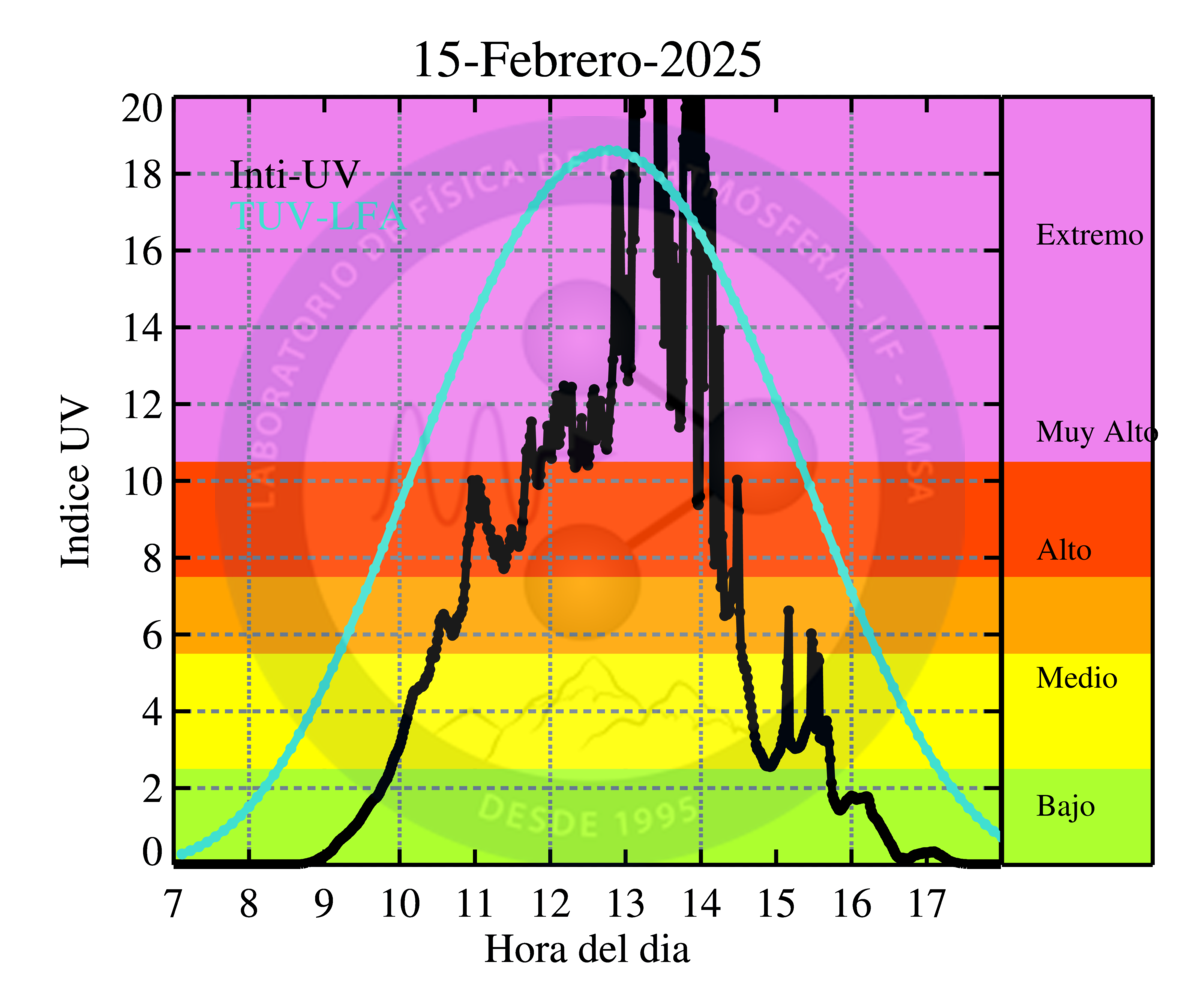 15-Febrero-2025
20
18
16
14
12
10
8
6
4
2
0
Indice UV
Inti-UV
TUV-LFA
LABORATORIO DE FÍSICA DE LA ATMÓSFERA - IIF - UMSA
DESDE 1995
Extremo
Muy Alto
Alto
Medio
Bajo
7 8 9 10 11 12 13 14 15 16 17
Hora del dia